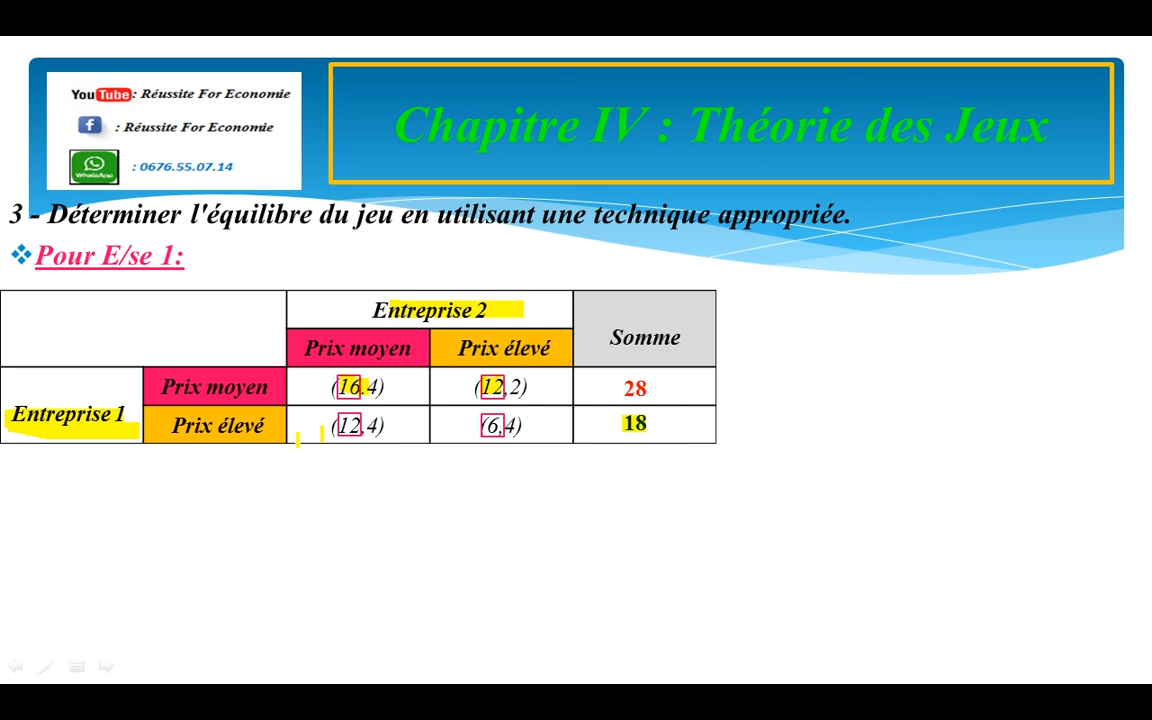 YouTube : Réussite For Economie
f : Réussite For Economie
WhatsApp : 0676.55.07.14
Chapitre IV : Théorie des Jeux
3 - Déterminer l'équilibre du jeu en utilisant une technique appropriée.
Pour E/se 1:
Entreprise 2
Somme
Prix moyen Prix élevé
Entreprise 1
Prix moyen (16,4) (12,2) 28
Prix élevé (12,4) (6,4) 18